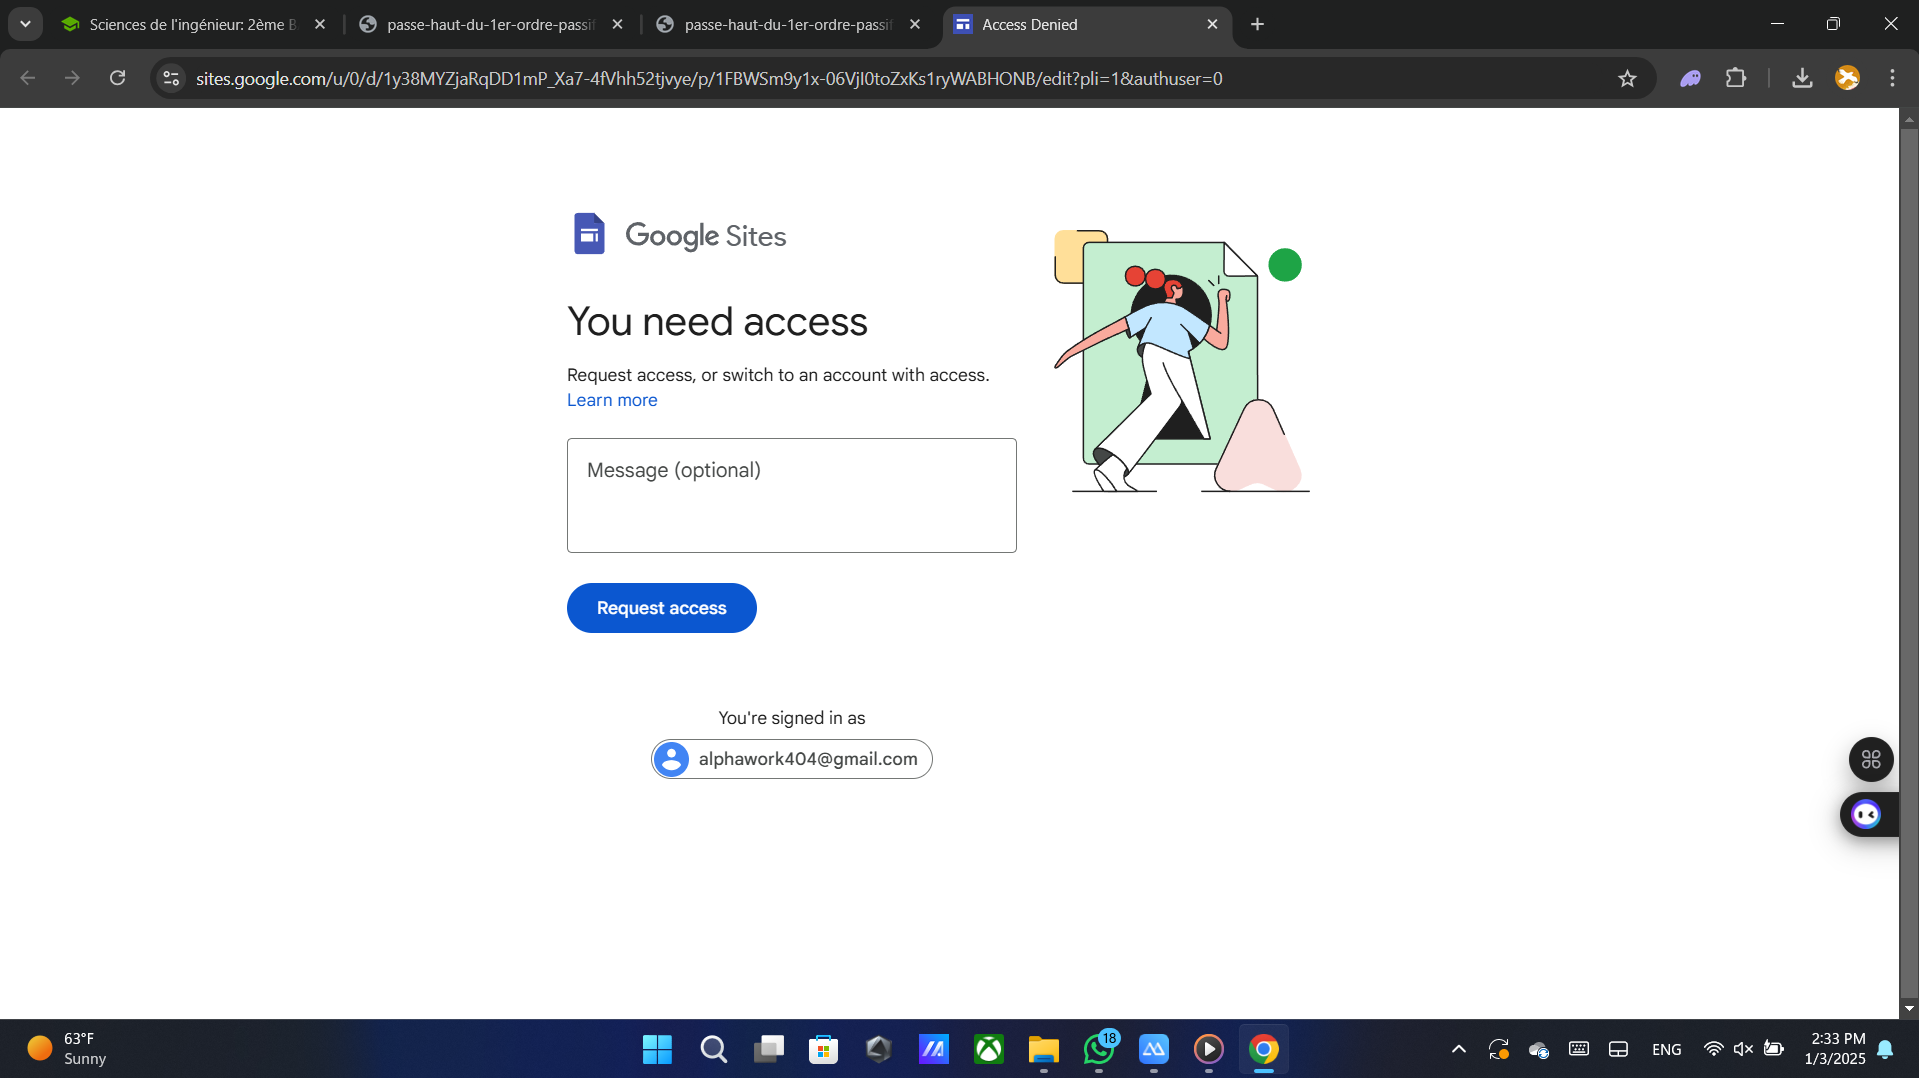 Sciences de l'ingénieur: 2ème B
passe-haut-du-1er-ordre-passif
passe-haut-du-1er-ordre-passif
Access Denied
sites.google.com/u/0/d/1y38MYZjaRqDD1mP_Xa7-4fVhh52tjvye/p/1FBWSm9y1x-06VjI0toZxKs1ryWABHONB/edit?pli=1&authuser=0
Google Sites
You need access
Request access, or switch to an account with access.
Learn more
Message (optional)
Request access
You're signed in as
alphawork404@gmail.com
63°F
Sunny
18
ENG
2:33 PM
1/3/2025